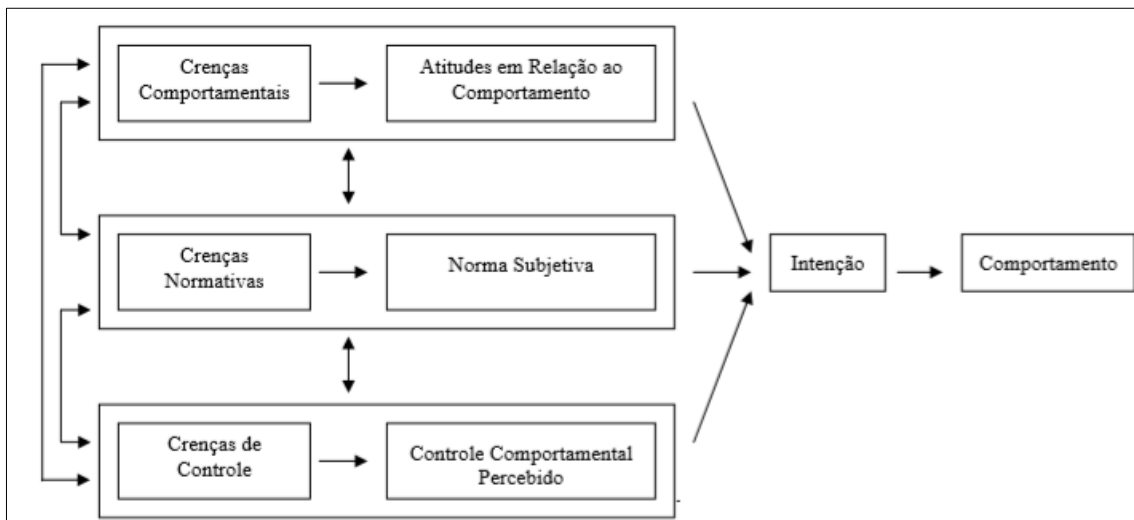 Crenças
Comportamentais
Atitudes em Relação ao
Comportamento
Crenças
Normativas
Norma Subjetiva
Intenção
Comportamento
Crenças de
Controle
Controle Comportamental
Percebido